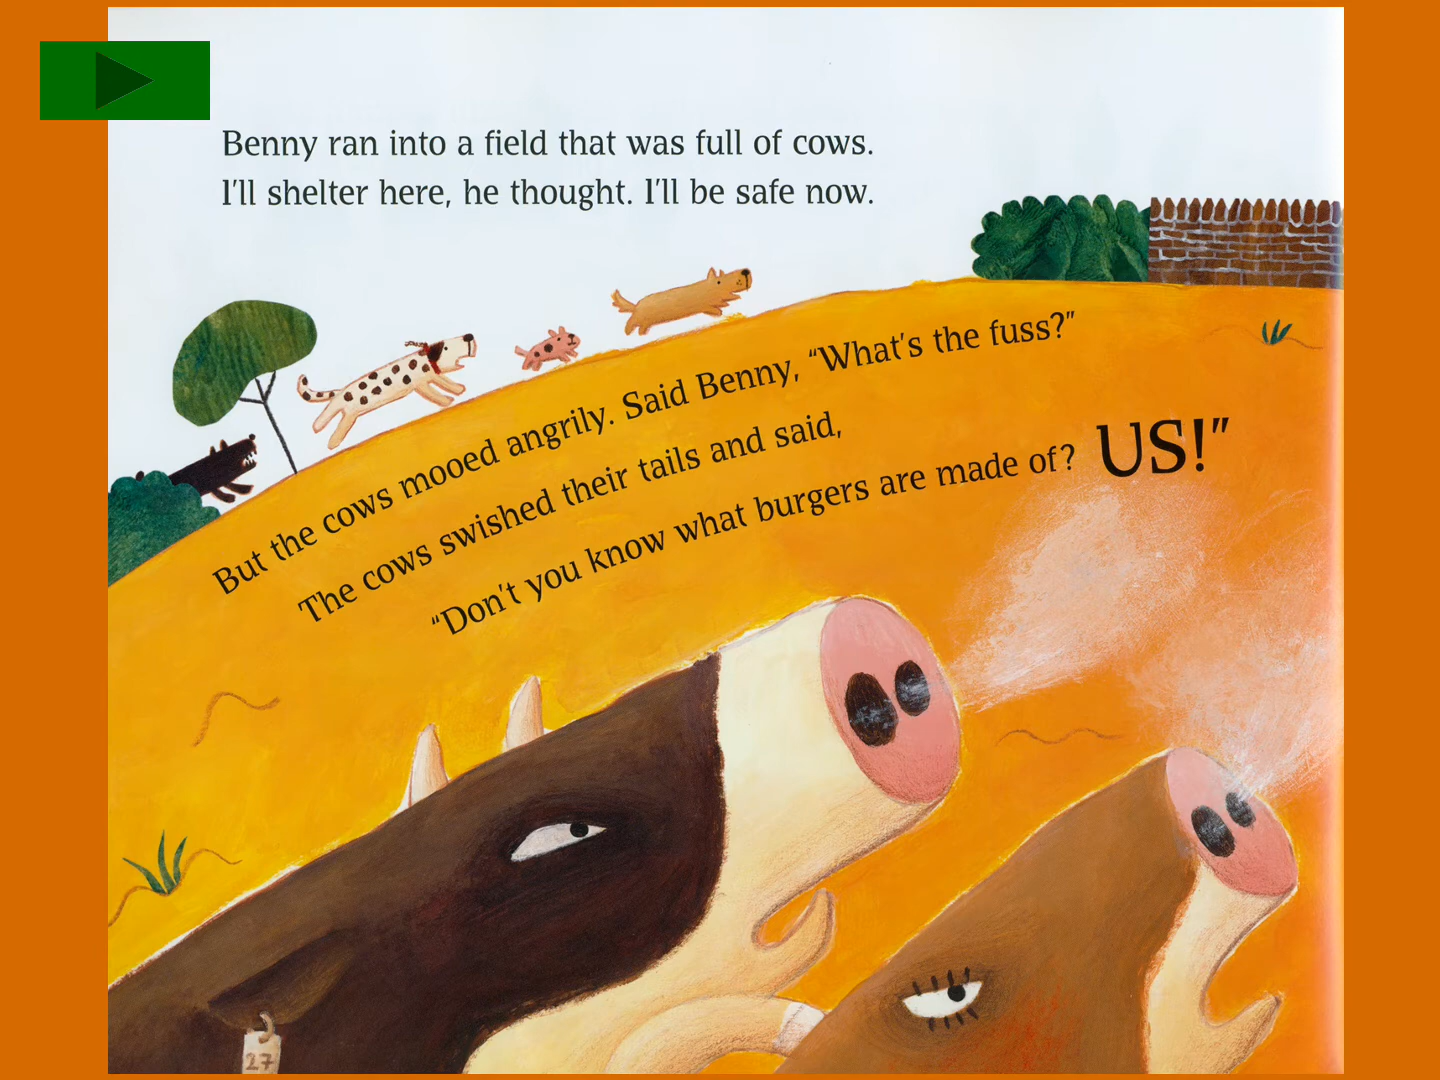 Benny ran into a field that was full of cows.
I'll shelter here, he thought. I'll be safe now.
But the cows mooed angrily. Said Benny, “What's the fuss?”
The cows swished their tails and said,
“Don't you know what burgers are made of? US!”
27